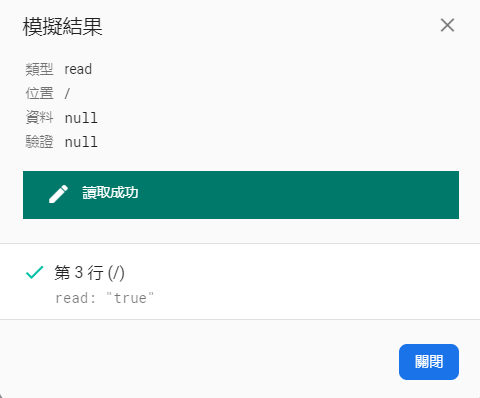 模擬結果
類型 read
位置 /
資料 null
驗證 null
讀取成功
第 3 行 (/)
read: "true"
關閉